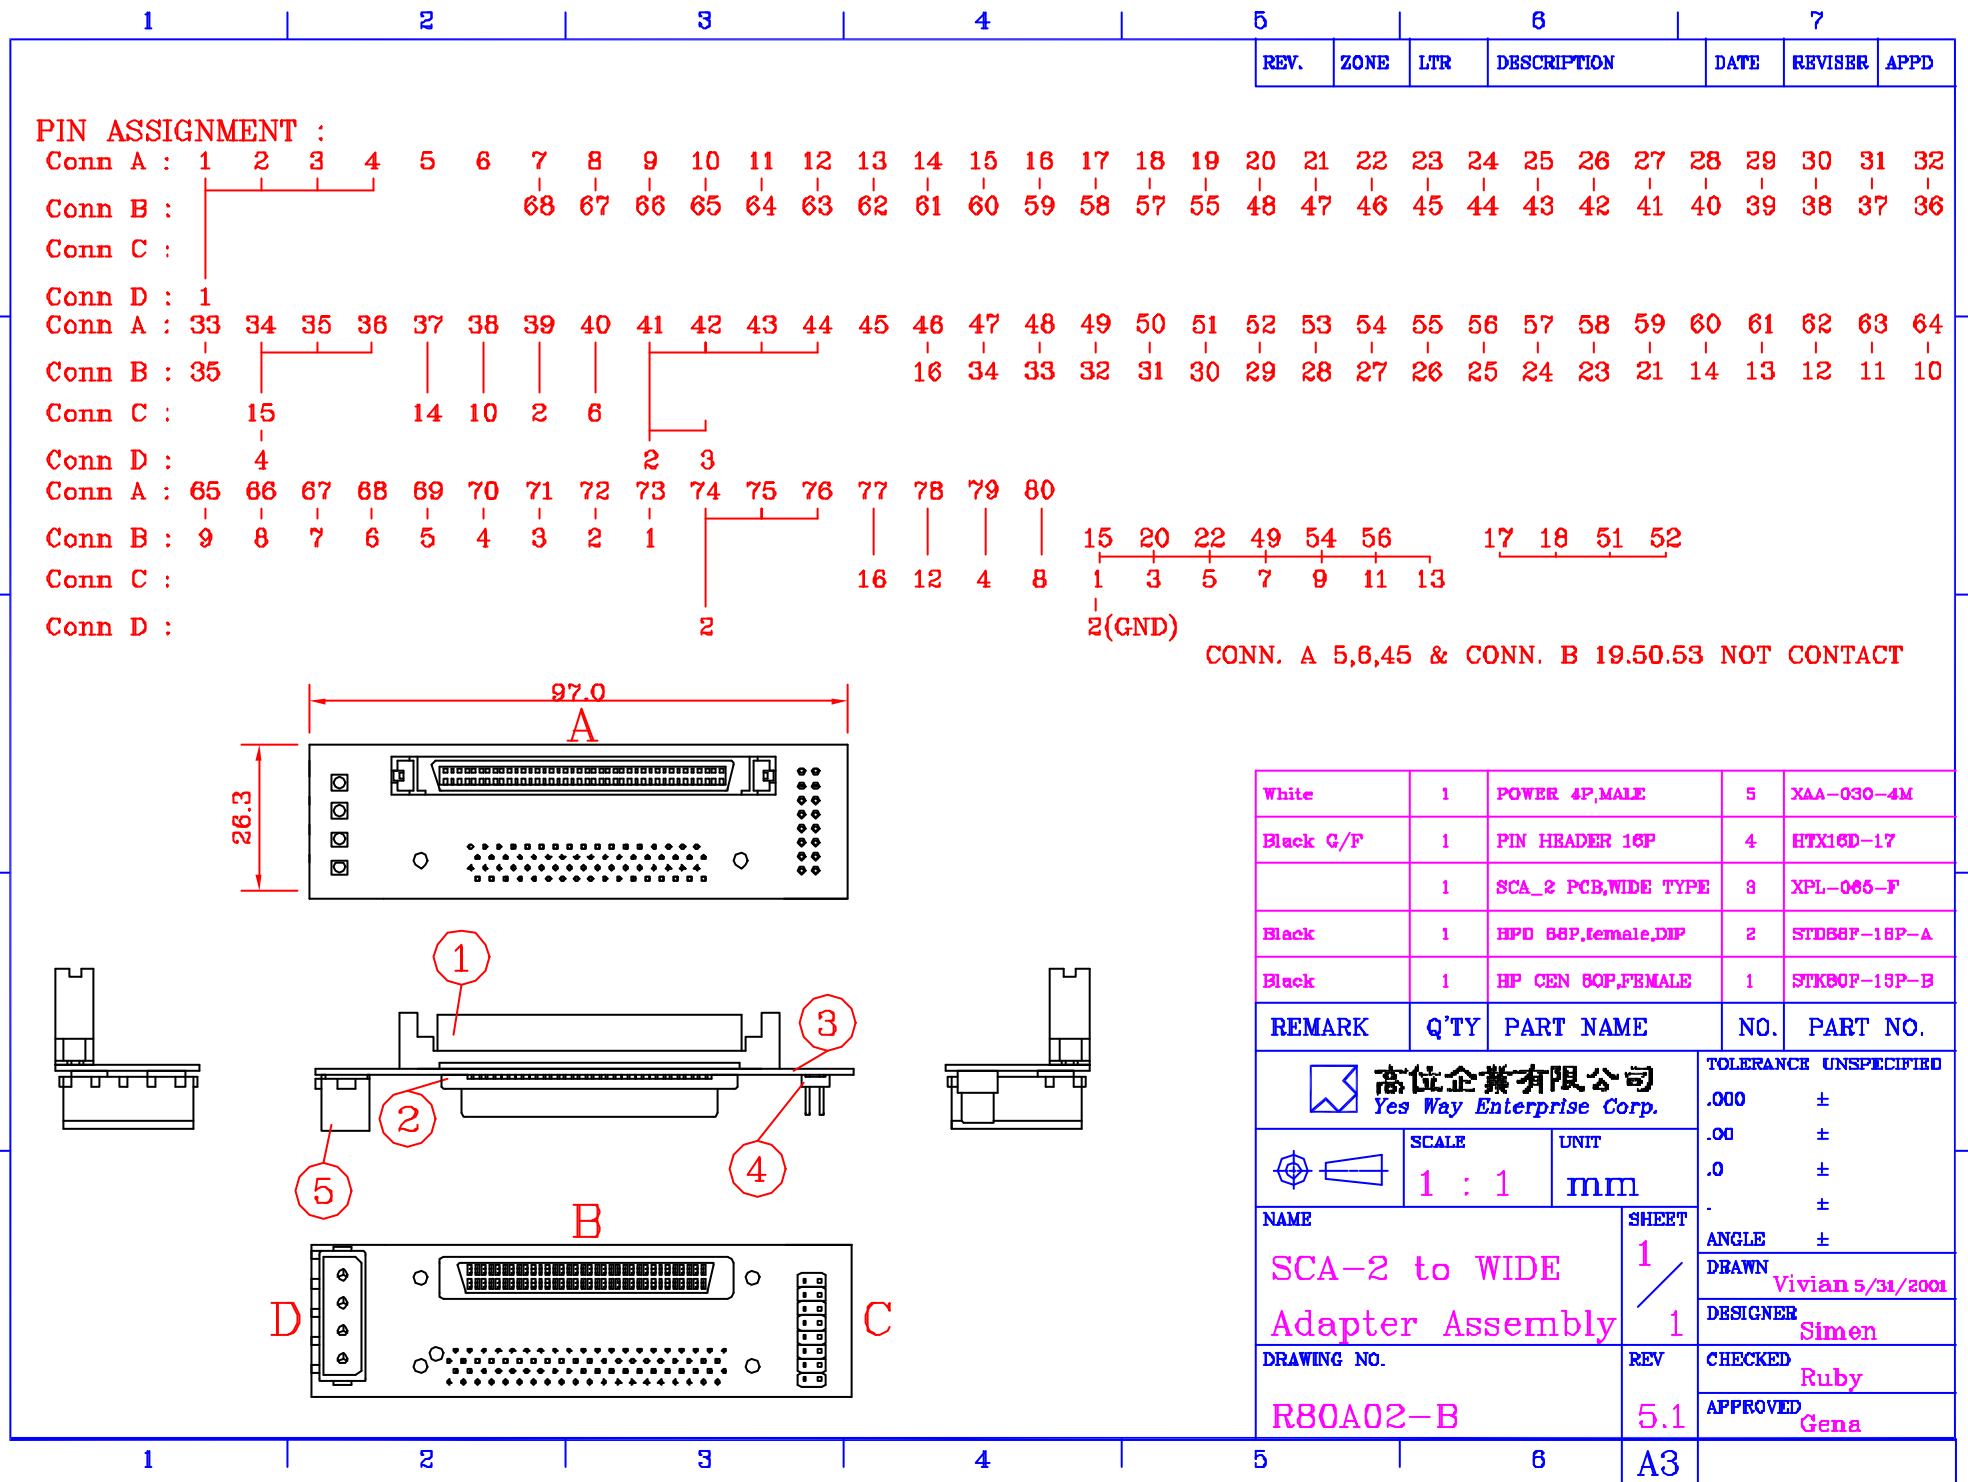 1 2 3 4 5 6 7
REV. ZONE LTR DESCRIPTION DATE REVISER APPD
PIN ASSIGNMENT :
Conn A : 1 2 3 4 5 6 7 8 9 10 11 12 13 14 15 16 17 18 19 20 21 22 23 24 25 26 27 28 29 30 31 32
Conn B : 68 67 66 65 64 63 62 61 60 59 58 57 55 48 47 46 45 44 43 42 41 40 39 38 37 36
Conn C :
Conn D : 1
Conn A : 33 34 35 36 37 38 39 40 41 42 43 44 45 46 47 48 49 50 51 52 53 54 55 56 57 58 59 60 61 62 63 64
Conn B : 35 16 34 33 32 31 30 29 28 27 26 25 24 23 21 14 13 12 11 10
Conn C : 15 14 10 2 6
Conn D : 4 2 3
Conn A : 65 66 67 68 69 70 71 72 73 74 75 76 77 78 79 80
Conn B : 9 8 7 6 5 4 3 2 1 15 20 22 49 54 56 17 18 51 52
Conn C : 16 12 4 8 1 3 5 7 9 11 13
Conn D : 2 2(GND)
CONN. A 5,6,45 & CONN. B 19.50.53 NOT CONTACT
97.0
A
26.3
1
3
2
4
5
B
D
C
White 1 POWER 4P,MALE 5 XAA-030-4M
Black G/F 1 PIN HEADER 16P 4 HTX16D-17
1 SCA_2 PCB,WIDE TYPE 3 XPL-065-F
Black 1 HPD 68P,female,DIP 2 STD68F-18P-A
Black 1 HP CEN 80P,FEMALE 1 STK80F-15P-B
REMARK Q'TY PART NAME NO. PART NO.
高位企業有限公司
Yes Way Enterprise Corp.
TOLERANCE UNSPECIFIED
.000 ±
.00 ±
.0 ±
. ±
ANGLE ±
SCALE
1 : 1
UNIT
mm
NAME
SCA-2 to WIDE
Adapter Assembly
SHEET
1/1
DRAWN Vivian 5/31/2001
DESIGNER Simen
CHECKED Ruby
APPROVED Gena
DRAWING NO.
R80A02-B
REV
5.1
1 2 3 4 5 6 A3